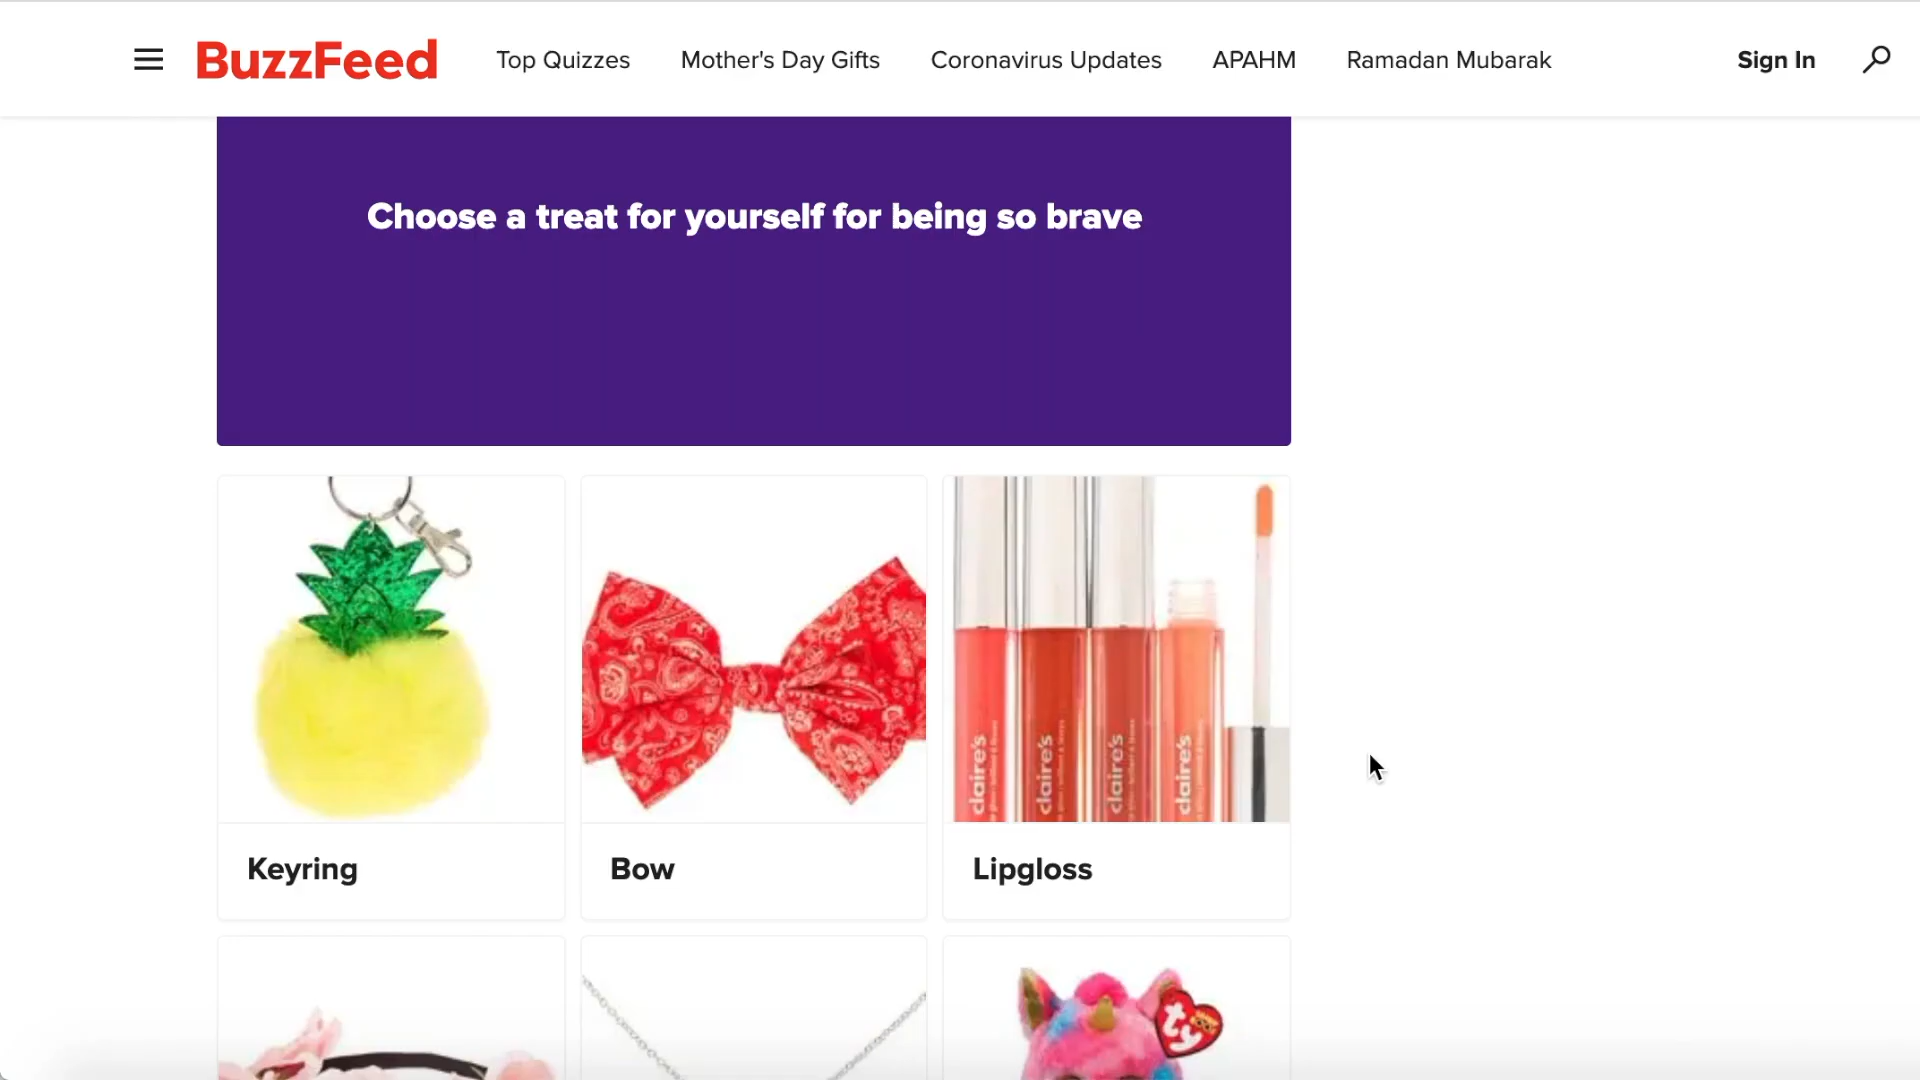 BuzzFeed
Top Quizzes
Mother's Day Gifts
Coronavirus Updates
APAHM
Ramadan Mubarak
Sign In
Choose a treat for yourself for being so brave
claire's
claire's
claire's
claire's
Keyring
Bow
Lipgloss
ty